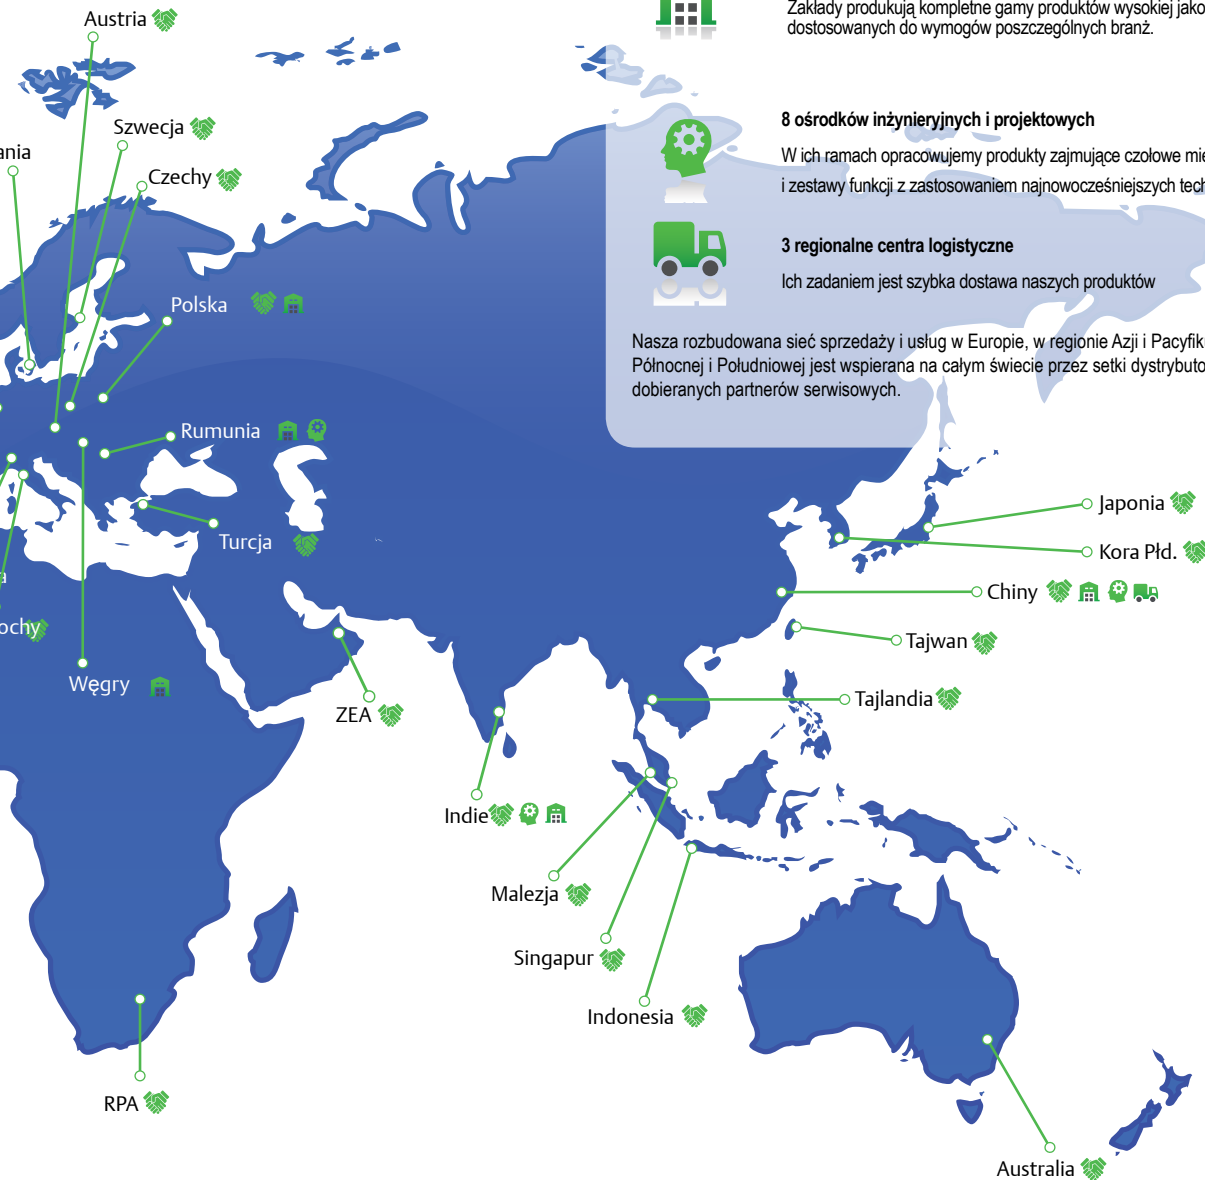 Austria
Zakłady produkują kompletne gamy produktów wysokiej jako
dostosowanych do wymogów poszczególnych branż.
8 ośrodków inżynieryjnych i projektowych
W ich ramach opracowujemy produkty zajmujące czołowe mie
i zestawy funkcji z zastosowaniem najnowocześniejszych tech
3 regionalne centra logistyczne
Ich zadaniem jest szybka dostawa naszych produktów
Nasza rozbudowana sieć sprzedaży i usług w Europie, w regionie Azji i Pacyfik
Północnej i Południowej jest wspierana na całym świecie przez setki dystrybuto
dobieranych partnerów serwisowych.
Szwecja
ania
Czechy
Polska
Rumunia
Turcja
a
ochy
Węgry
ZEA
Japonia
Kora Płd.
Chiny
Tajwan
Tajlandia
Indie
Malezja
Singapur
Indonesia
RPA
Australia